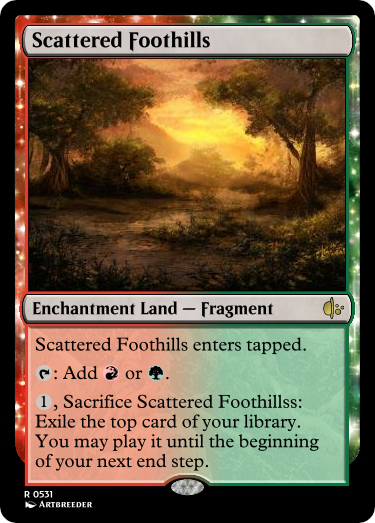 Scattered Foothills
Enchantment Land — Fragment
Scattered Foothills enters tapped.
: Add or .
1, Sacrifice Scattered Foothillss:
Exile the top card of your library.
You may play it until the beginning
of your next end step.
R 0531
Artbreeder